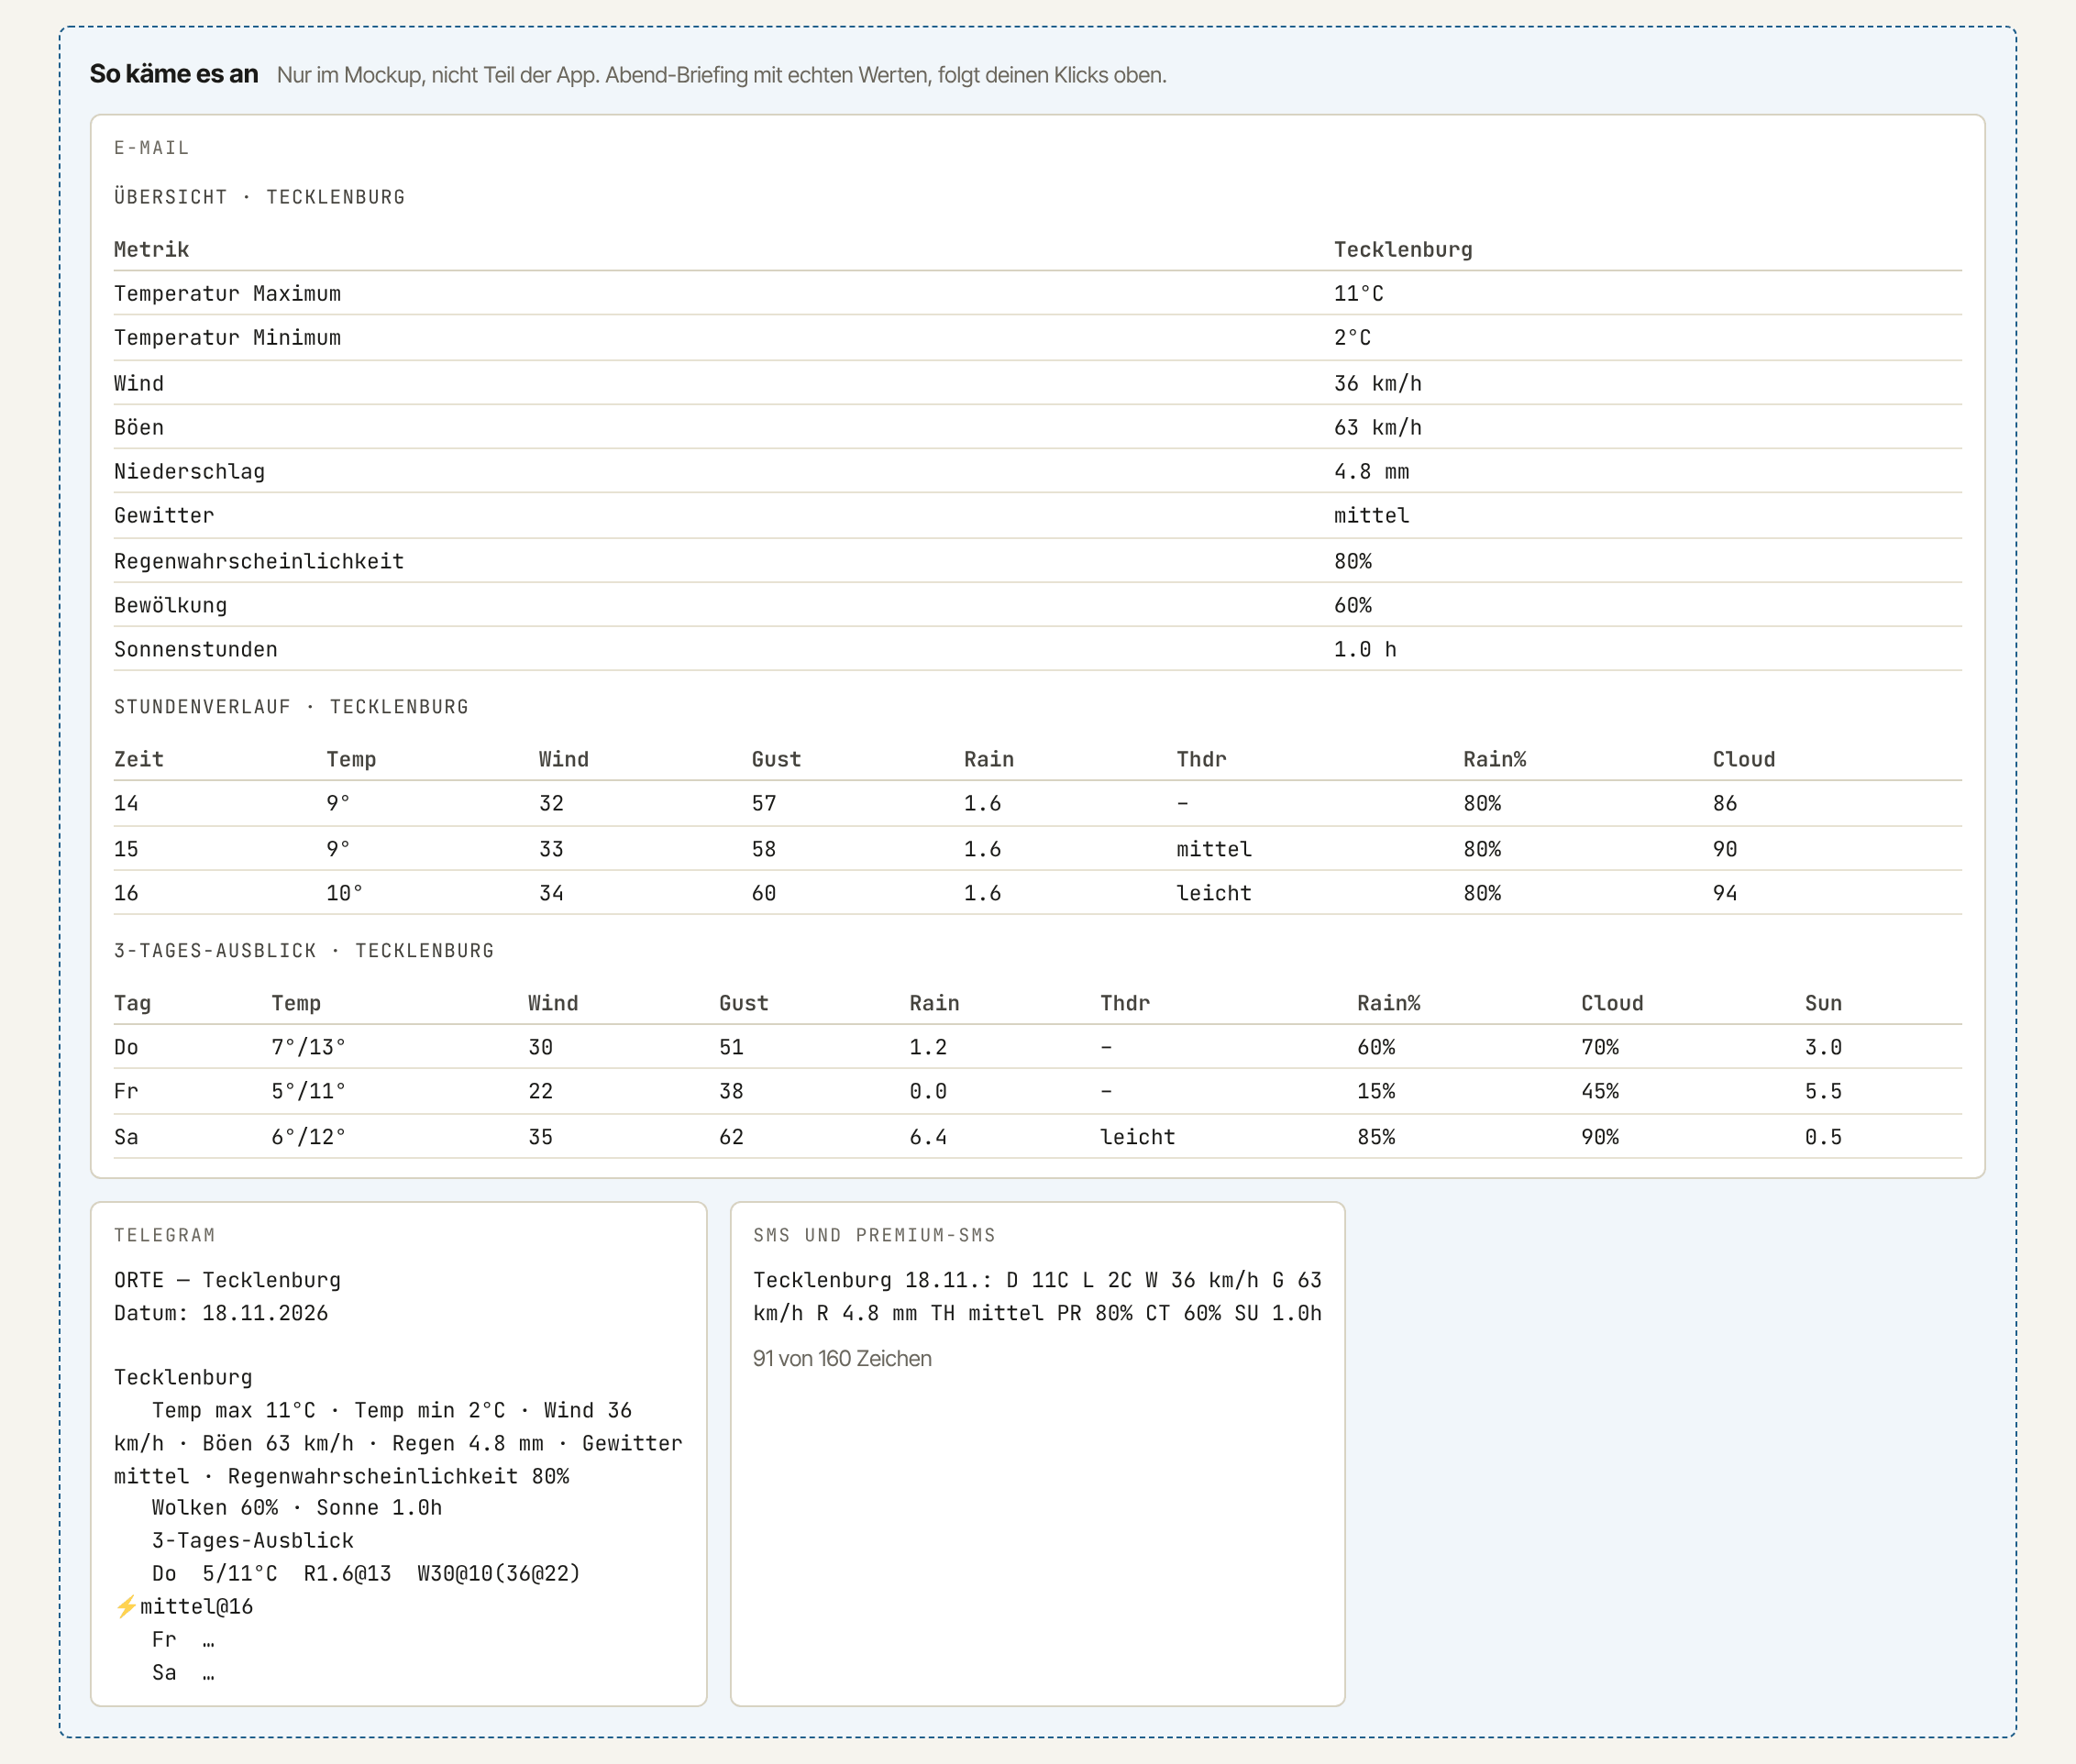 So käme es an Nur im Mockup, nicht Teil der App. Abend-Briefing mit echten Werten, folgt deinen Klicks oben.
E-MAIL
ÜBERSICHT · TECKLENBURG
Metrik Tecklenburg
Temperatur Maximum 11°C
Temperatur Minimum 2°C
Wind 36 km/h
Böen 63 km/h
Niederschlag 4.8 mm
Gewitter mittel
Regenwahrscheinlichkeit 80%
Bewölkung 60%
Sonnenstunden 1.0 h
STUNDENVERLAUF · TECKLENBURG
Zeit Temp Wind Gust Rain Thdr Rain% Cloud
14 9° 32 57 1.6 – 80% 86
15 9° 33 58 1.6 mittel 80% 90
16 10° 34 60 1.6 leicht 80% 94
3-TAGES-AUSBLICK · TECKLENBURG
Tag Temp Wind Gust Rain Thdr Rain% Cloud Sun
Do 7°/13° 30 51 1.2 – 60% 70% 3.0
Fr 5°/11° 22 38 0.0 – 15% 45% 5.5
Sa 6°/12° 35 62 6.4 leicht 85% 90% 0.5
TELEGRAM
ORTE — Tecklenburg
Datum: 18.11.2026
Tecklenburg
Temp max 11°C · Temp min 2°C · Wind 36
km/h · Böen 63 km/h · Regen 4.8 mm · Gewitter
mittel · Regenwahrscheinlichkeit 80%
Wolken 60% · Sonne 1.0h
3-Tages-Ausblick
Do 5/11°C R1.6@13 W30@10(36@22)
⚡mittel@16
Fr …
Sa …
SMS UND PREMIUM-SMS
Tecklenburg 18.11.: D 11C L 2C W 36 km/h G 63
km/h R 4.8 mm TH mittel PR 80% CT 60% SU 1.0h
91 von 160 Zeichen